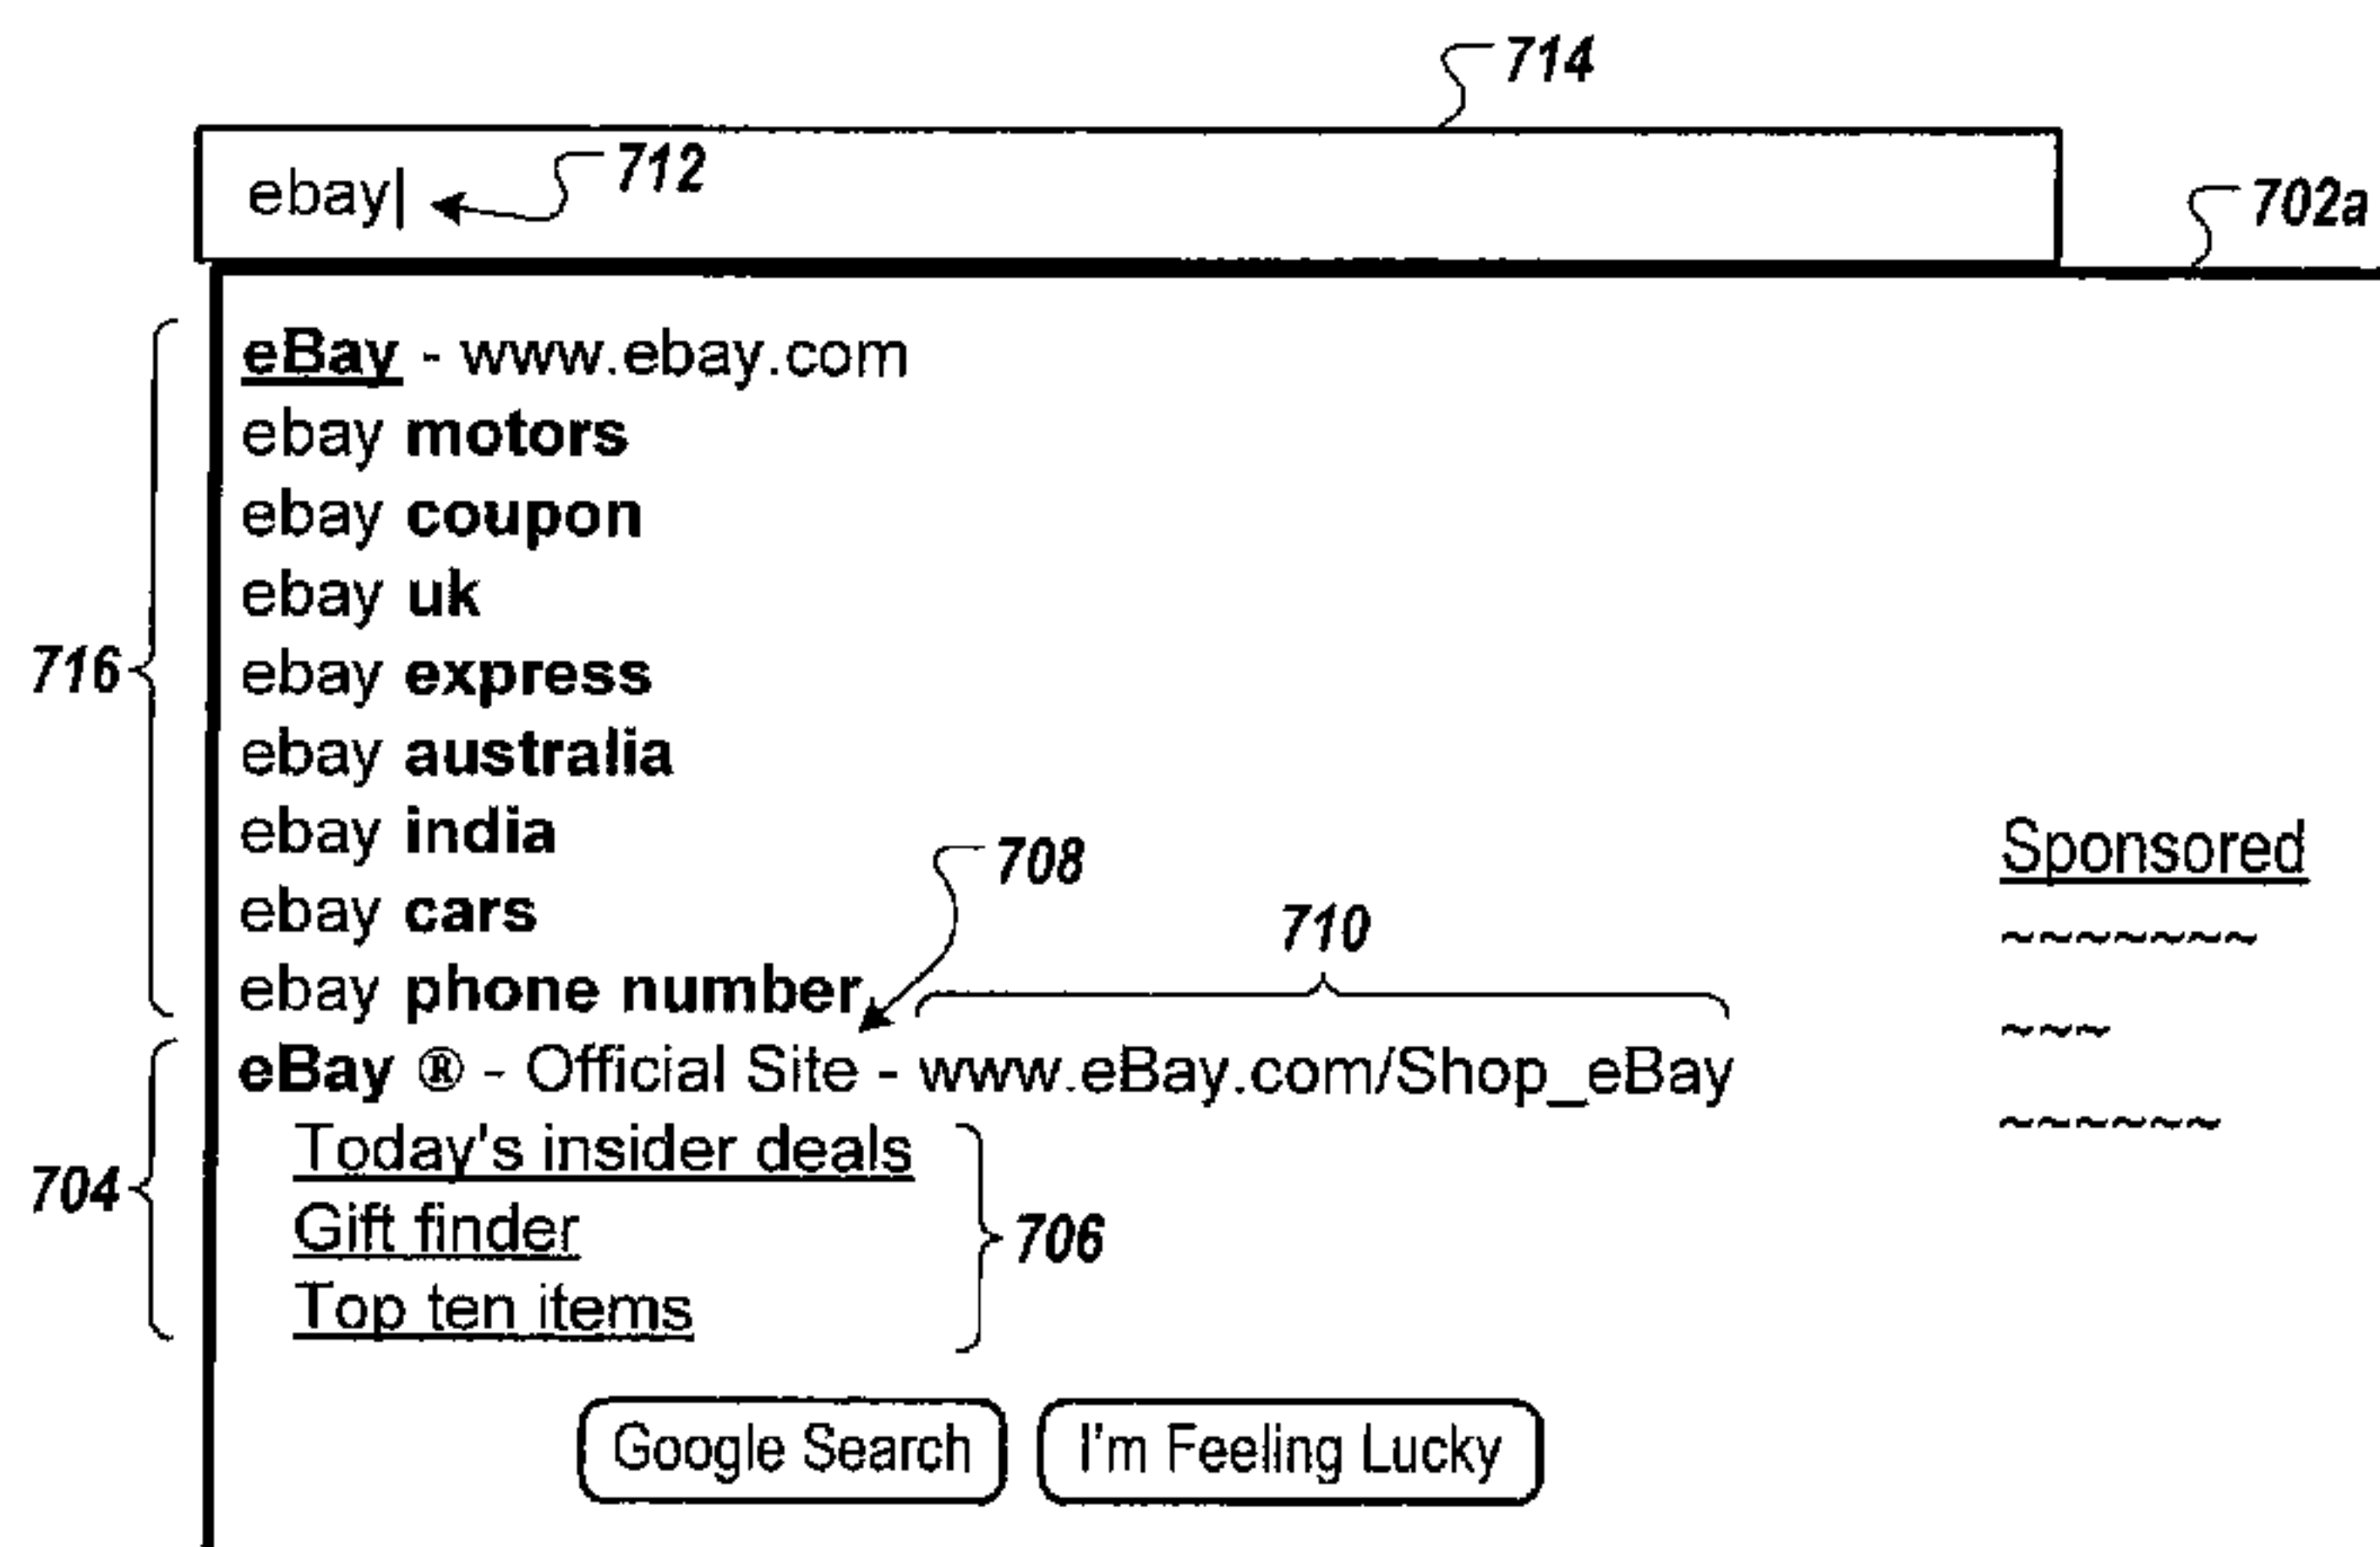 714
ebay| 712
702a
eBay - www.ebay.com
ebay motors
ebay coupon
ebay uk
716 ebay express
ebay australia
ebay india
708
Sponsored
ebay cars
710
~~~~~~~
ebay phone number
~~~
eBay ® - Official Site - www.eBay.com/Shop_eBay
~~~~~~
Today's insider deals
704
Gift finder
706
Top ten items
Google Search
I'm Feeling Lucky